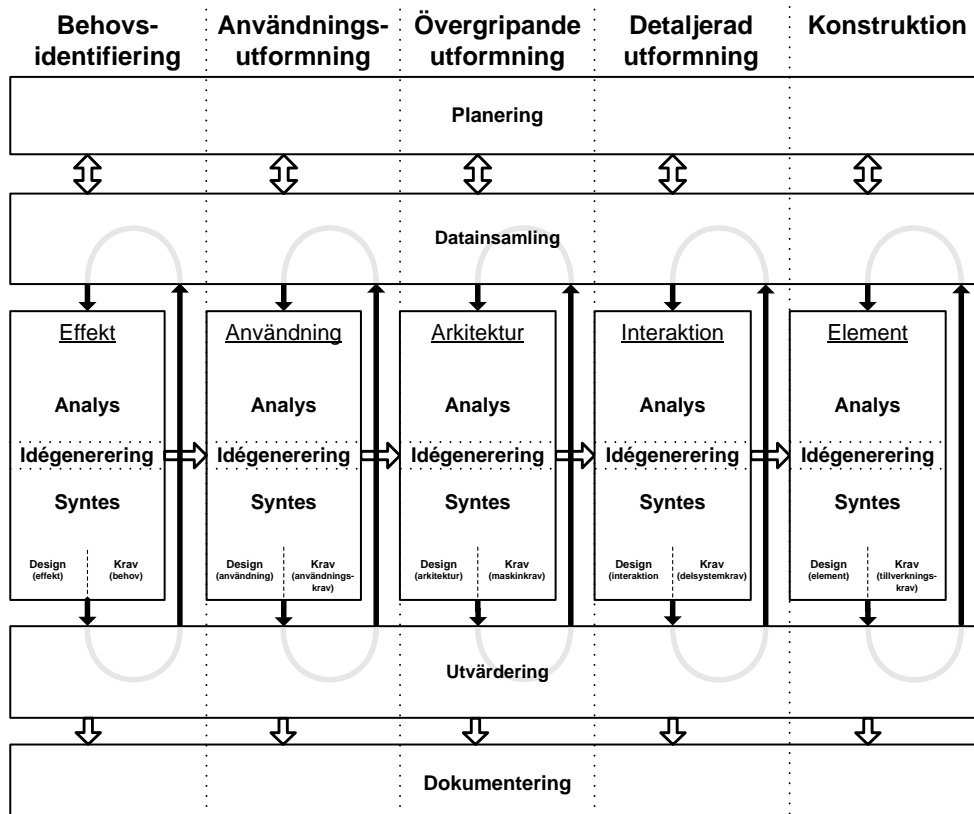 Behovs-
identifiering
Användnings-
utformning
Övergripande
utformning
Detaljerad
utformning
Konstruktion
Planering
Datainsamling
Effekt
Analys
Idégenerering
Syntes
Design
(effekt)
Krav
(behov)
Användning
Analys
Idégenerering
Syntes
Design
(användning)
Krav
(användnings-
krav)
Arkitektur
Analys
Idégenerering
Syntes
Design
(arkitektur)
Krav
(maskinkrav)
Interaktion
Analys
Idégenerering
Syntes
Design
(interaktion
Krav
(delsystemkrav)
Element
Analys
Idégenerering
Syntes
Design
(element)
Krav
(tillverknings-
krav)
Utvärdering
Dokumentering